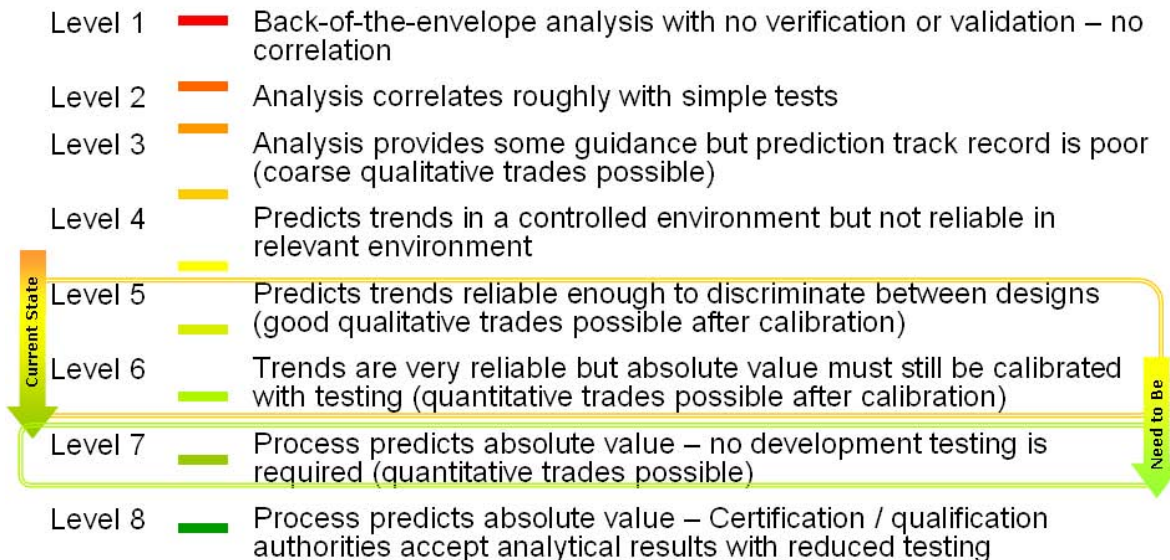 Level 1 Back-of-the-envelope analysis with no verification or validation – no
correlation
Level 2 Analysis correlates roughly with simple tests
Level 3 Analysis provides some guidance but prediction track record is poor
(coarse qualitative trades possible)
Level 4 Predicts trends in a controlled environment but not reliable in
relevant environment
Current State
Level 5 Predicts trends reliable enough to discriminate between designs
(good qualitative trades possible after calibration)
Level 6 Trends are very reliable but absolute value must still be calibrated
with testing (quantitative trades possible after calibration)
Need to Be
Level 7 Process predicts absolute value – no development testing is
required (quantitative trades possible)
Level 8 Process predicts absolute value – Certification / qualification
authorities accept analytical results with reduced testing